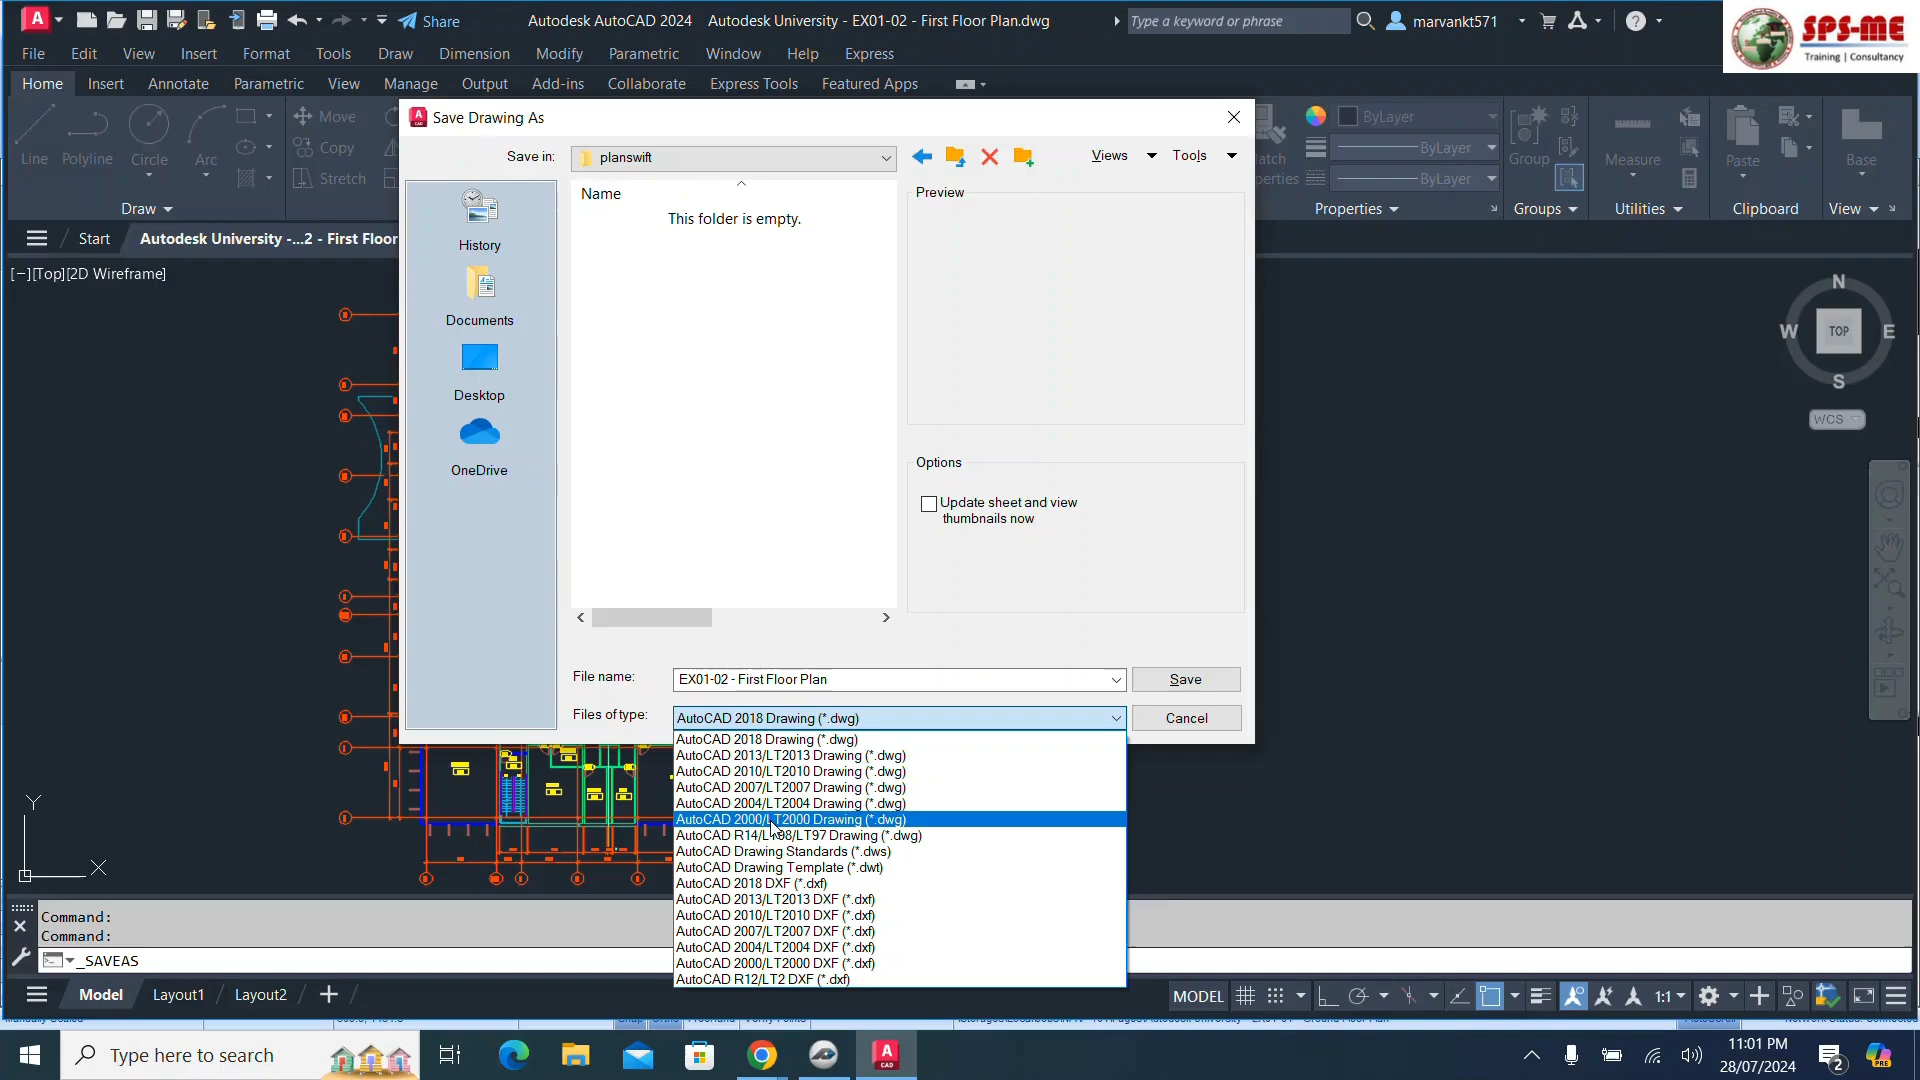 Share
Autodesk AutoCAD 2024   Autodesk University - EX01-02 - First Floor Plan.dwg
Type a keyword or phrase
marvankt571
SPS-ME
Training | Consultancy
File Edit View Insert Format Tools Draw Dimension Modify Parametric Window Help Express
Home Insert Annotate Parametric View Manage Output Add-ins Collaborate Express Tools Featured Apps
Line Polyline Circle Arc
Move
Copy
Stretch
Draw
ByLayer
ByLayer
ByLayer
Properties
Group
Groups
Measure
Utilities
Paste
Clipboard
Base
View
Start
Autodesk University -...2 - First Floor
[−][Top][2D Wireframe]
N
W TOP E
S
WCS
Save Drawing As
Save in: planswift
Views Tools
History
Documents
Desktop
OneDrive
Name
This folder is empty.
Preview
Options
Update sheet and view
thumbnails now
File name: EX01-02 - First Floor Plan
Save
Files of type: AutoCAD 2018 Drawing (*.dwg)
Cancel
AutoCAD 2018 Drawing (*.dwg)
AutoCAD 2013/LT2013 Drawing (*.dwg)
AutoCAD 2010/LT2010 Drawing (*.dwg)
AutoCAD 2007/LT2007 Drawing (*.dwg)
AutoCAD 2004/LT2004 Drawing (*.dwg)
AutoCAD 2000/LT2000 Drawing (*.dwg)
AutoCAD R14/LT98/LT97 Drawing (*.dwg)
AutoCAD Drawing Standards (*.dws)
AutoCAD Drawing Template (*.dwt)
AutoCAD 2018 DXF (*.dxf)
AutoCAD 2013/LT2013 DXF (*.dxf)
AutoCAD 2010/LT2010 DXF (*.dxf)
AutoCAD 2007/LT2007 DXF (*.dxf)
AutoCAD 2004/LT2004 DXF (*.dxf)
AutoCAD 2000/LT2000 DXF (*.dxf)
AutoCAD R12/LT2 DXF (*.dxf)
Y
X
Command:
Command:
_SAVEAS
Model Layout1 Layout2
MODEL
1:1
Type here to search
11:01 PM
28/07/2024
2